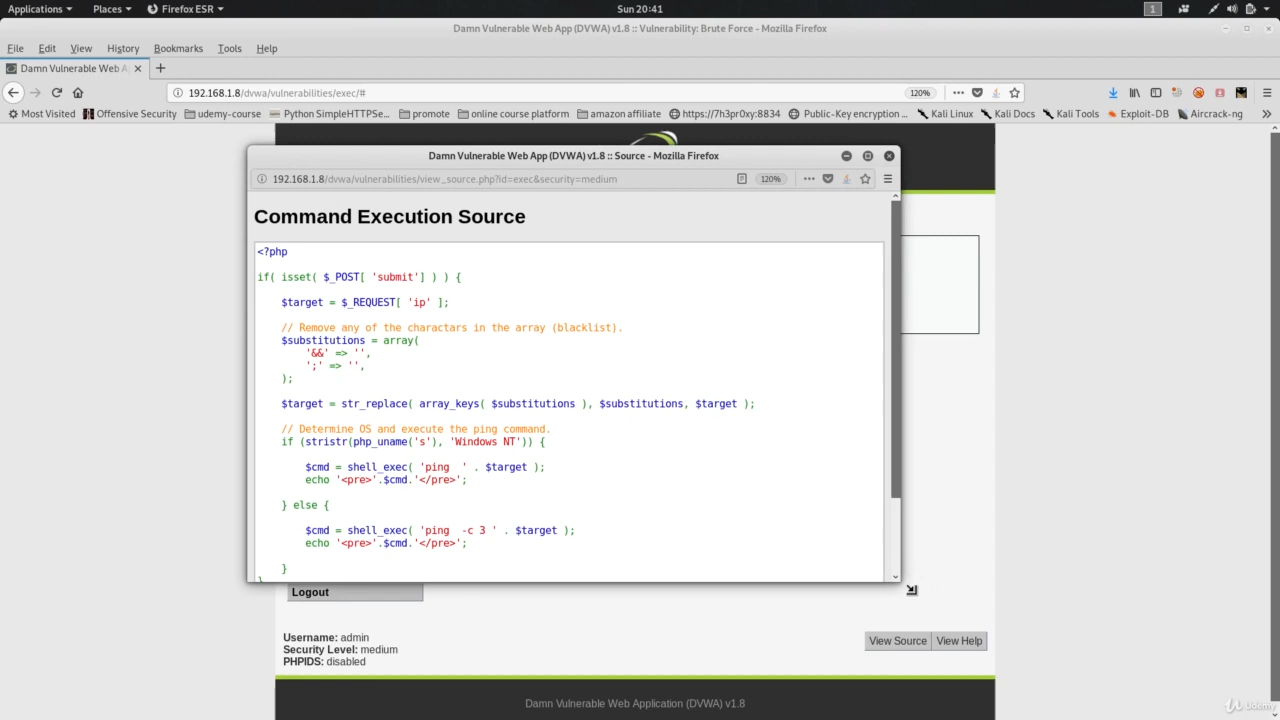 Applications Places Firefox ESR Sun 20:41 1
Damn Vulnerable Web App (DVWA) v1.8 :: Vulnerability: Brute Force - Mozilla Firefox
File Edit View History Bookmarks Tools Help
Damn Vulnerable Web A
192.168.1.8/dvwa/vulnerabilities/exec/# 120%
Most Visited Offensive Security udemy-course Python SimpleHTTPSe... promote online course platform amazon affiliate https://7h3pr0xy:8834 Public-Key encryption ... Kali Linux Kali Docs Kali Tools Exploit-DB Aircrack-ng
Damn Vulnerable Web App (DVWA) v1.8 :: Source - Mozilla Firefox
192.168.1.8/dvwa/vulnerabilities/view_source.php?id=exec&security=medium 120%
Command Execution Source
<?php
if( isset( $_POST[ 'submit'] ) ) {
$target = $_REQUEST[ 'ip' ];
// Remove any of the charactars in the array (blacklist).
$substitutions = array(
'&&' => '',
';' => '',
);
$target = str_replace( array_keys( $substitutions ), $substitutions, $target );
// Determine OS and execute the ping command.
if (stristr(php_uname('s'), 'Windows NT')) {
$cmd = shell_exec( 'ping  ' . $target );
echo '<pre>'.$cmd.'</pre>';
} else {
$cmd = shell_exec( 'ping  -c 3 ' . $target );
echo '<pre>'.$cmd.'</pre>';
}
}
Logout
Username: admin
Security Level: medium
PHPIDS: disabled
View Source View Help
Damn Vulnerable Web Application (DVWA) v1.8
Udemy